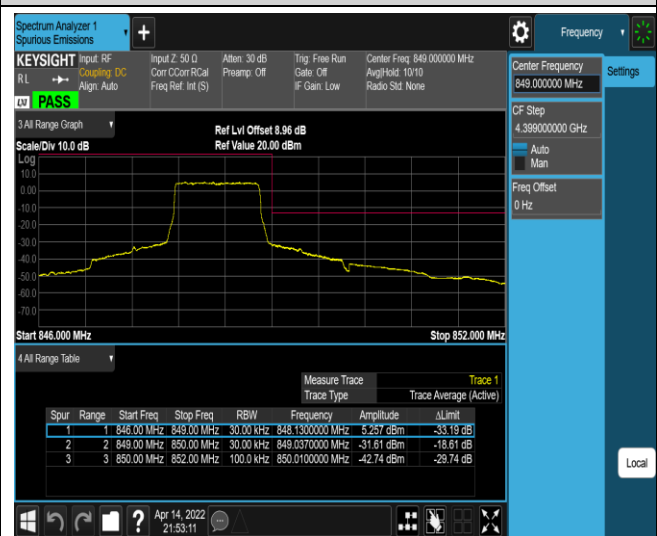 Spectrum Analyzer 1
Spurious Emissions
+
Frequency
KEYSIGHT Input: RF Input Z: 50 Ω Atten: 30 dB Trig: Free Run Center Freq: 849.000000 MHz
RL Coupling: DC Corr CCorr RCal Preamp: Off Gate: Off Avg|Hold: 10/10
Align: Auto Freq Ref: Int (S) IF Gain: Low Radio Std: None
LXI PASS
3 All Range Graph
Ref Lvl Offset 8.96 dB
Scale/Div 10.0 dB Ref Value 20.00 dBm
Log
10.0
0.00
-10.0
-20.0
-30.0
-40.0
-50.0
-60.0
-70.0
Start 846.000 MHz Stop 852.000 MHz
4 All Range Table
Measure Trace Trace 1
Trace Type Trace Average (Active)
Spur Range Start Freq Stop Freq RBW Frequency Amplitude ΔLimit
1 1 846.00 MHz 849.00 MHz 30.00 kHz 848.1300000 MHz 5.257 dBm -33.19 dB
2 2 849.00 MHz 850.00 MHz 30.00 kHz 849.0370000 MHz -31.61 dBm -18.61 dB
3 3 850.00 MHz 852.00 MHz 100.0 kHz 850.0100000 MHz -42.74 dBm -29.74 dB
Center Frequency
849.000000 MHz
Settings
CF Step
4.399000000 GHz
Auto
Man
Freq Offset
0 Hz
Local
? Apr 14, 2022
21:53:11